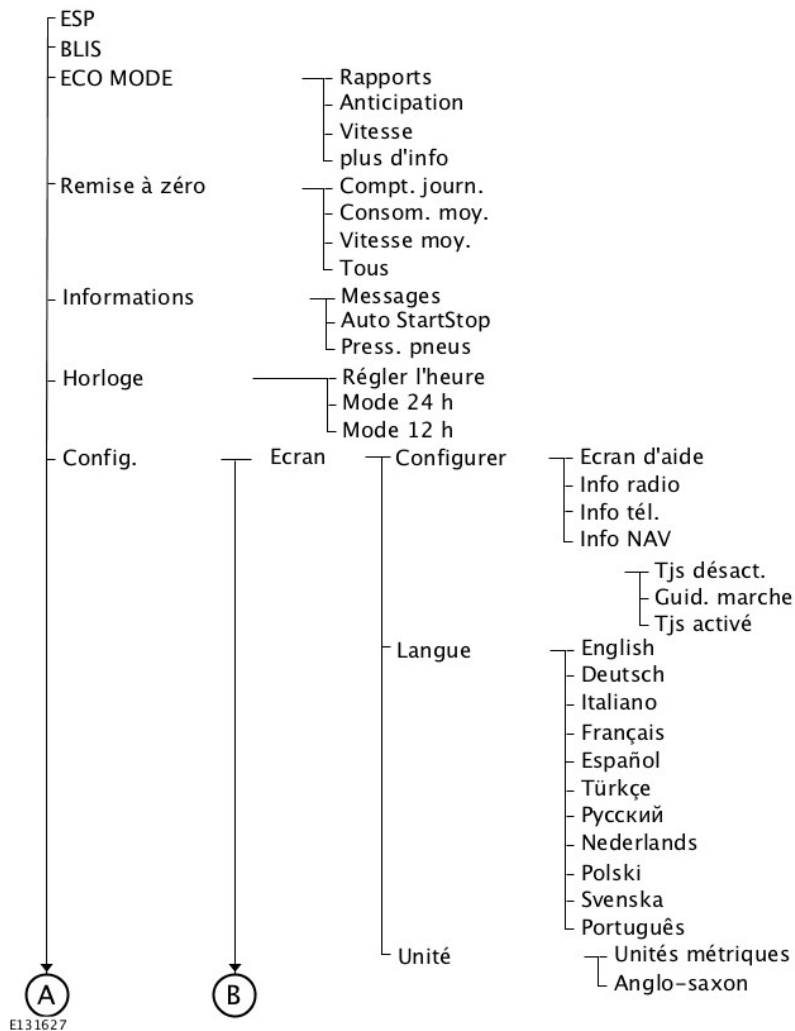 ESP
BLIS
ECO MODE
Rapports
Anticipation
Vitesse
plus d'info
Remise à zéro
Compt. journ.
Consom. moy.
Vitesse moy.
Tous
Informations
Messages
Auto StartStop
Press. pneus
Horloge
Régler l'heure
Mode 24 h
Mode 12 h
Config.
Ecran
Configurer
Ecran d'aide
Info radio
Info tél.
Info NAV
Tjs désact.
Guid. marche
Tjs activé
Langue
English
Deutsch
Italiano
Français
Español
Türkçe
Русский
Nederlands
Polski
Svenska
Português
Unité
Unités métriques
Anglo-saxon
A
B
E131627